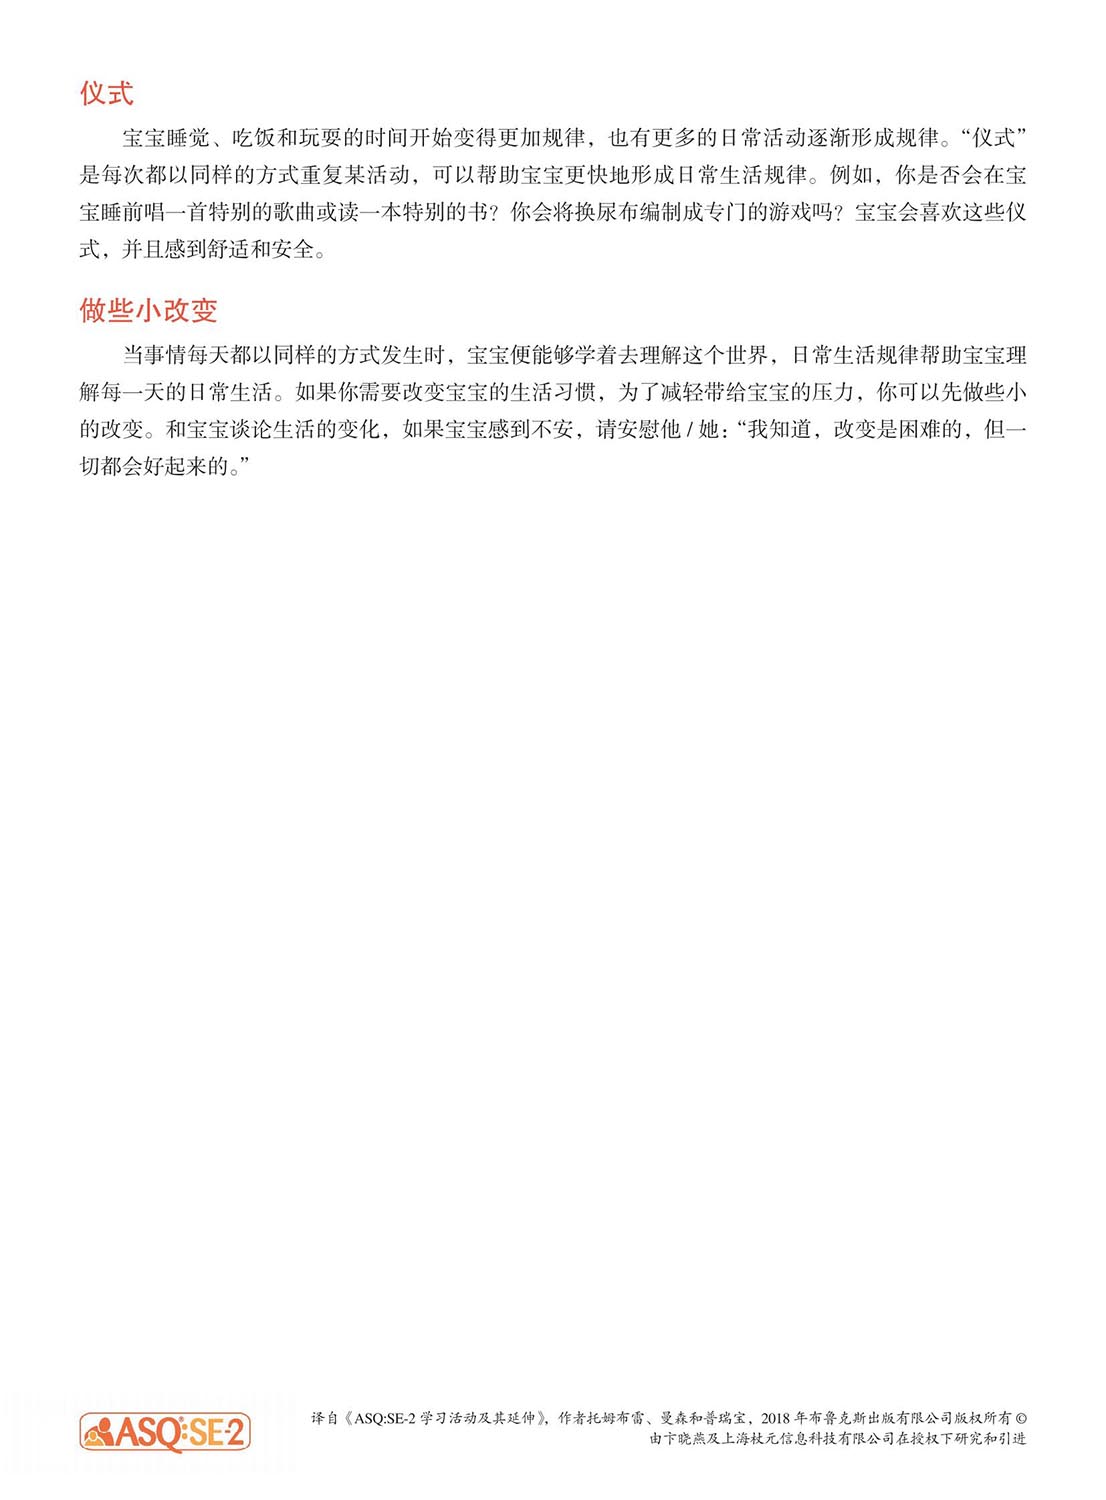 仪式
宝宝睡觉、吃饭和玩耍的时间开始变得更加规律，也有更多的日常活动逐渐形成规律。“仪式”
是每次都以同样的方式重复某活动，可以帮助宝宝更快地形成日常生活规律。例如，你是否会在宝
宝睡前唱一首特别的歌曲或读一本特别的书？你会将换尿布编制成专门的游戏吗？宝宝会喜欢这些仪
式，并且感到舒适和安全。
做些小改变
当事情每天都以同样的方式发生时，宝宝便能够学着去理解这个世界，日常生活规律帮助宝宝理
解每一天的日常生活。如果你需要改变宝宝的生活习惯，为了减轻带给宝宝的压力，你可以先做些小
的改变。和宝宝谈论生活的变化，如果宝宝感到不安，请安慰他 / 她：“我知道，改变是困难的，但一
切都会好起来的。”
ASQ:SE-2
译自《ASQ:SE-2 学习活动及其延伸》，作者托姆布雷、曼森和普瑞宝，2018 年布鲁克斯出版有限公司版权所有 ©
由卞晓燕及上海杖元信息科技有限公司在授权下研究和引进